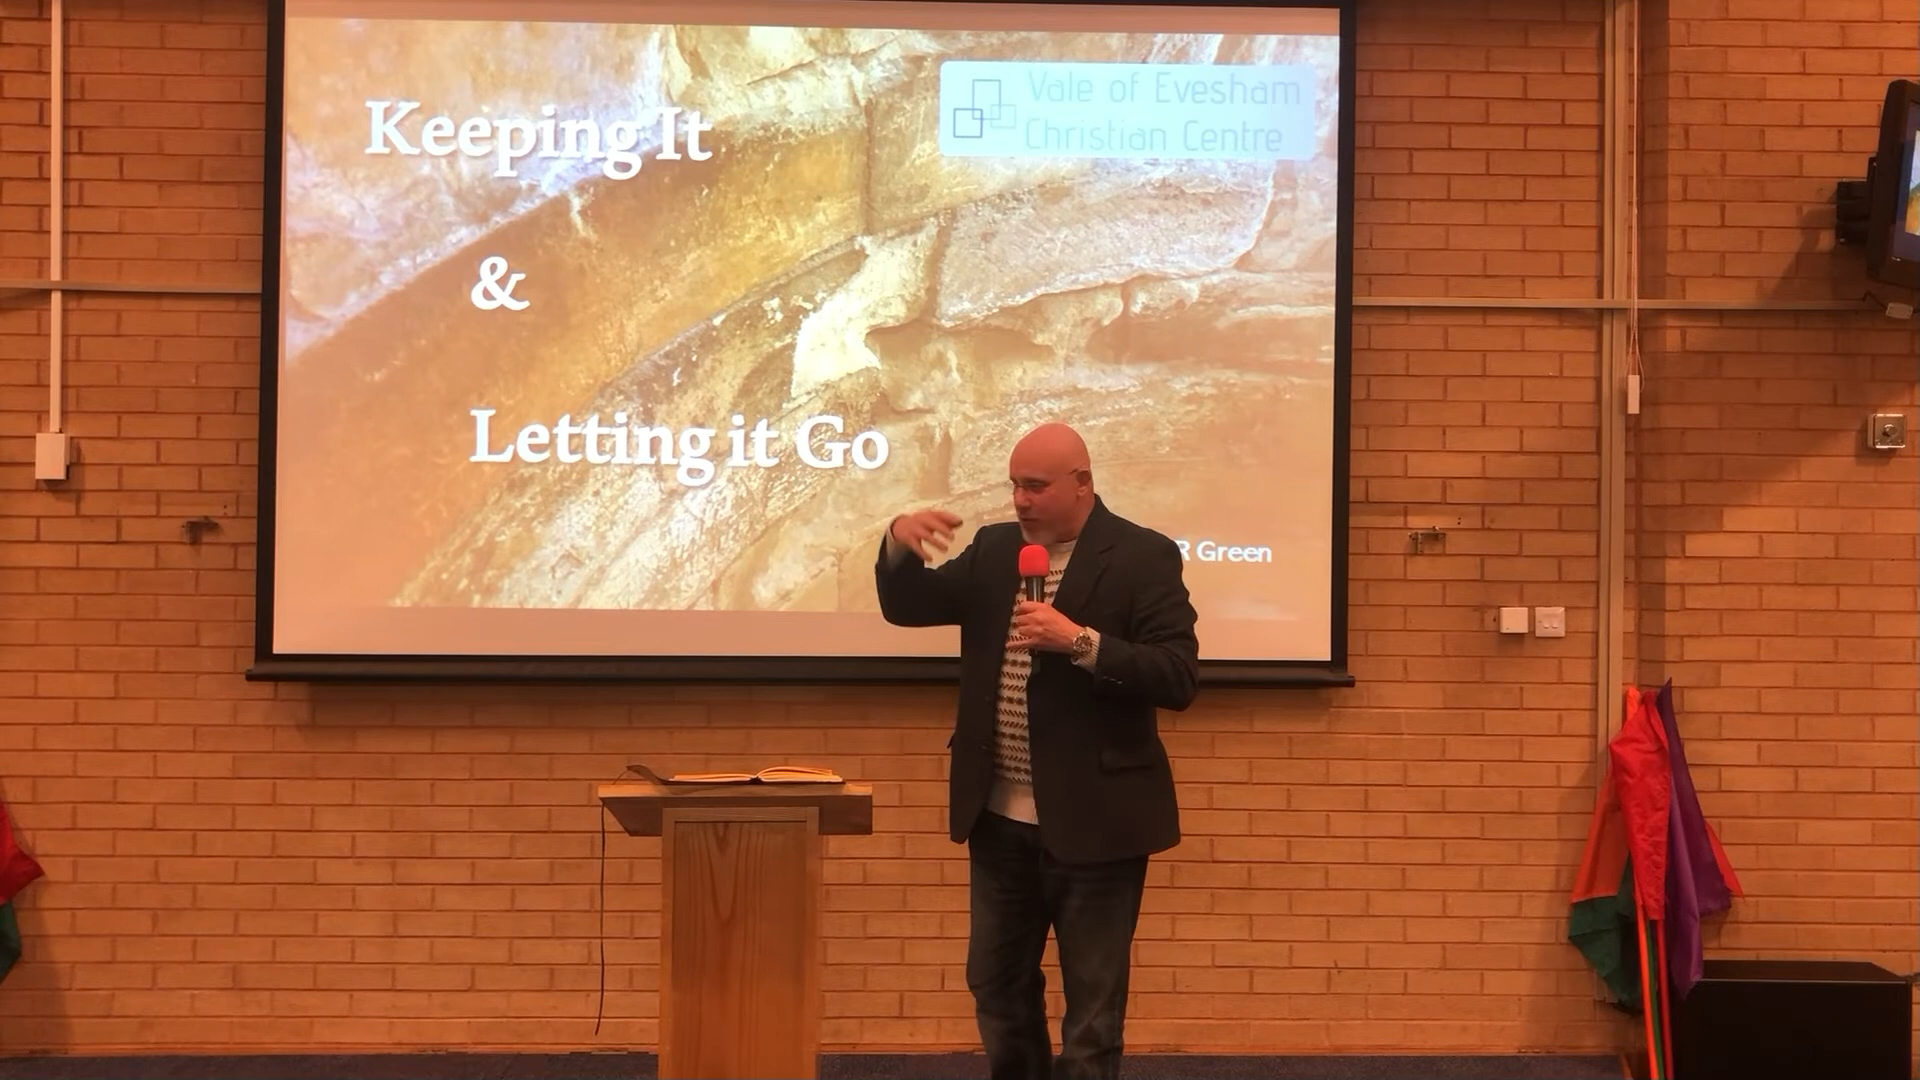 Keeping It
Vale of Evesham
Christian Centre
&
Letting it Go
R Green